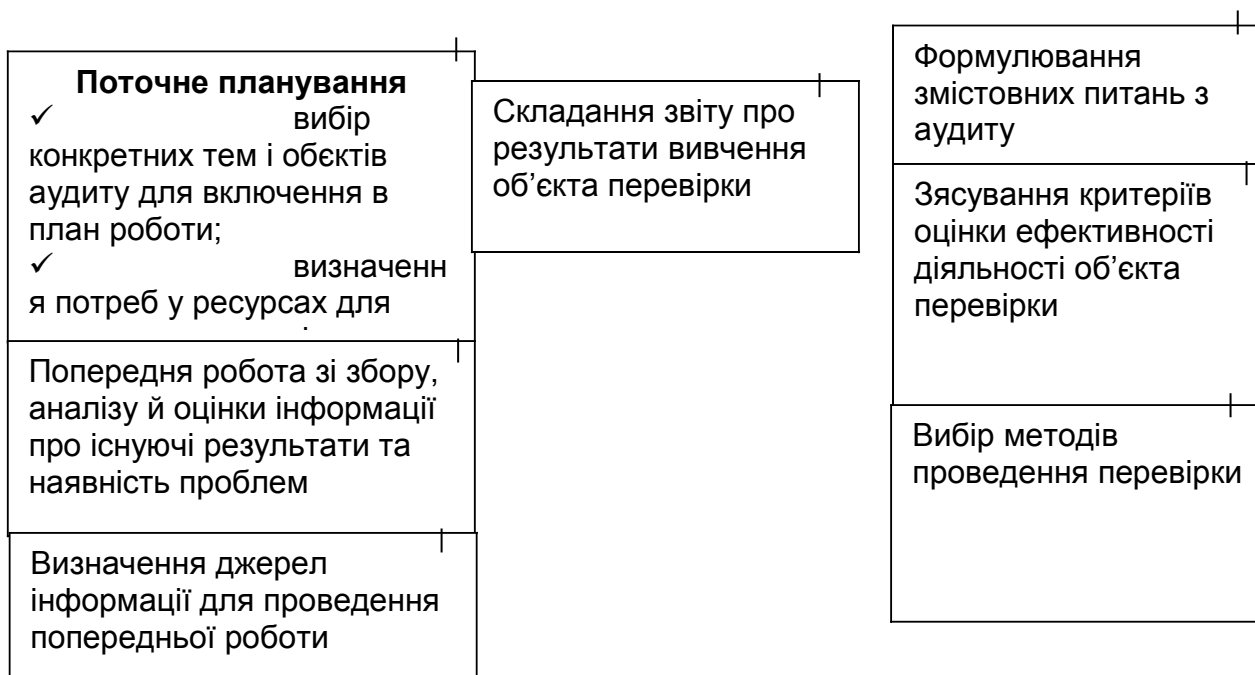 Поточне планування
✓ вибір
конкретних тем і обєктів
аудиту для включення в
план роботи;
✓ визначенн
я потреб у ресурсах для
Попередня робота зі збору,
аналізу й оцінки інформації
про існуючі результати та
наявність проблем
Визначення джерел
інформації для проведення
попередньої роботи
Складання звіту про
результати вивчення
об’єкта перевірки
Формулювання
змістовних питань з
аудиту
Зясування критеріїв
оцінки ефективності
діяльності об’єкта
перевірки
Вибір методів
проведення перевірки